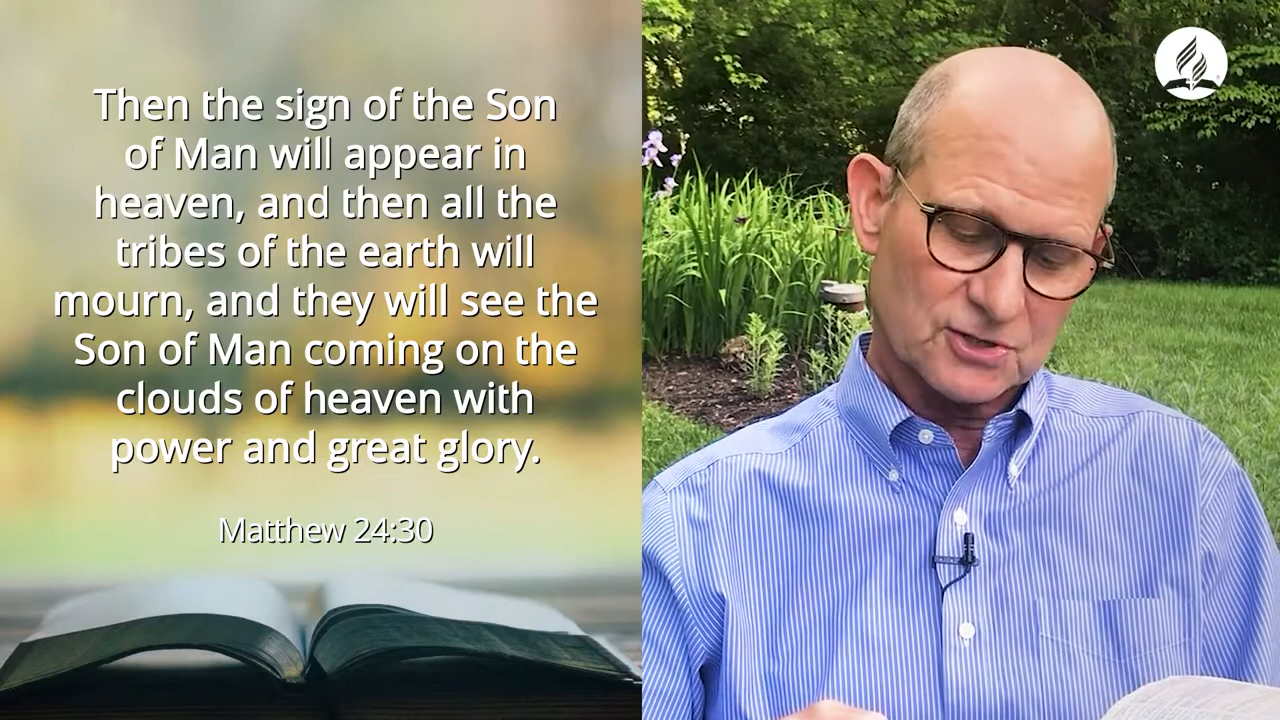 Then the sign of the Son
of Man will appear in
heaven, and then all the
tribes of the earth will
mourn, and they will see the
Son of Man coming on the
clouds of heaven with
power and great glory.
Matthew 24:30